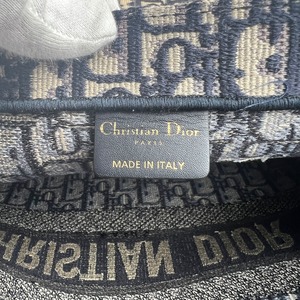 Christian Dior
PARIS
MADE IN ITALY
CHRISTIAN DIOR